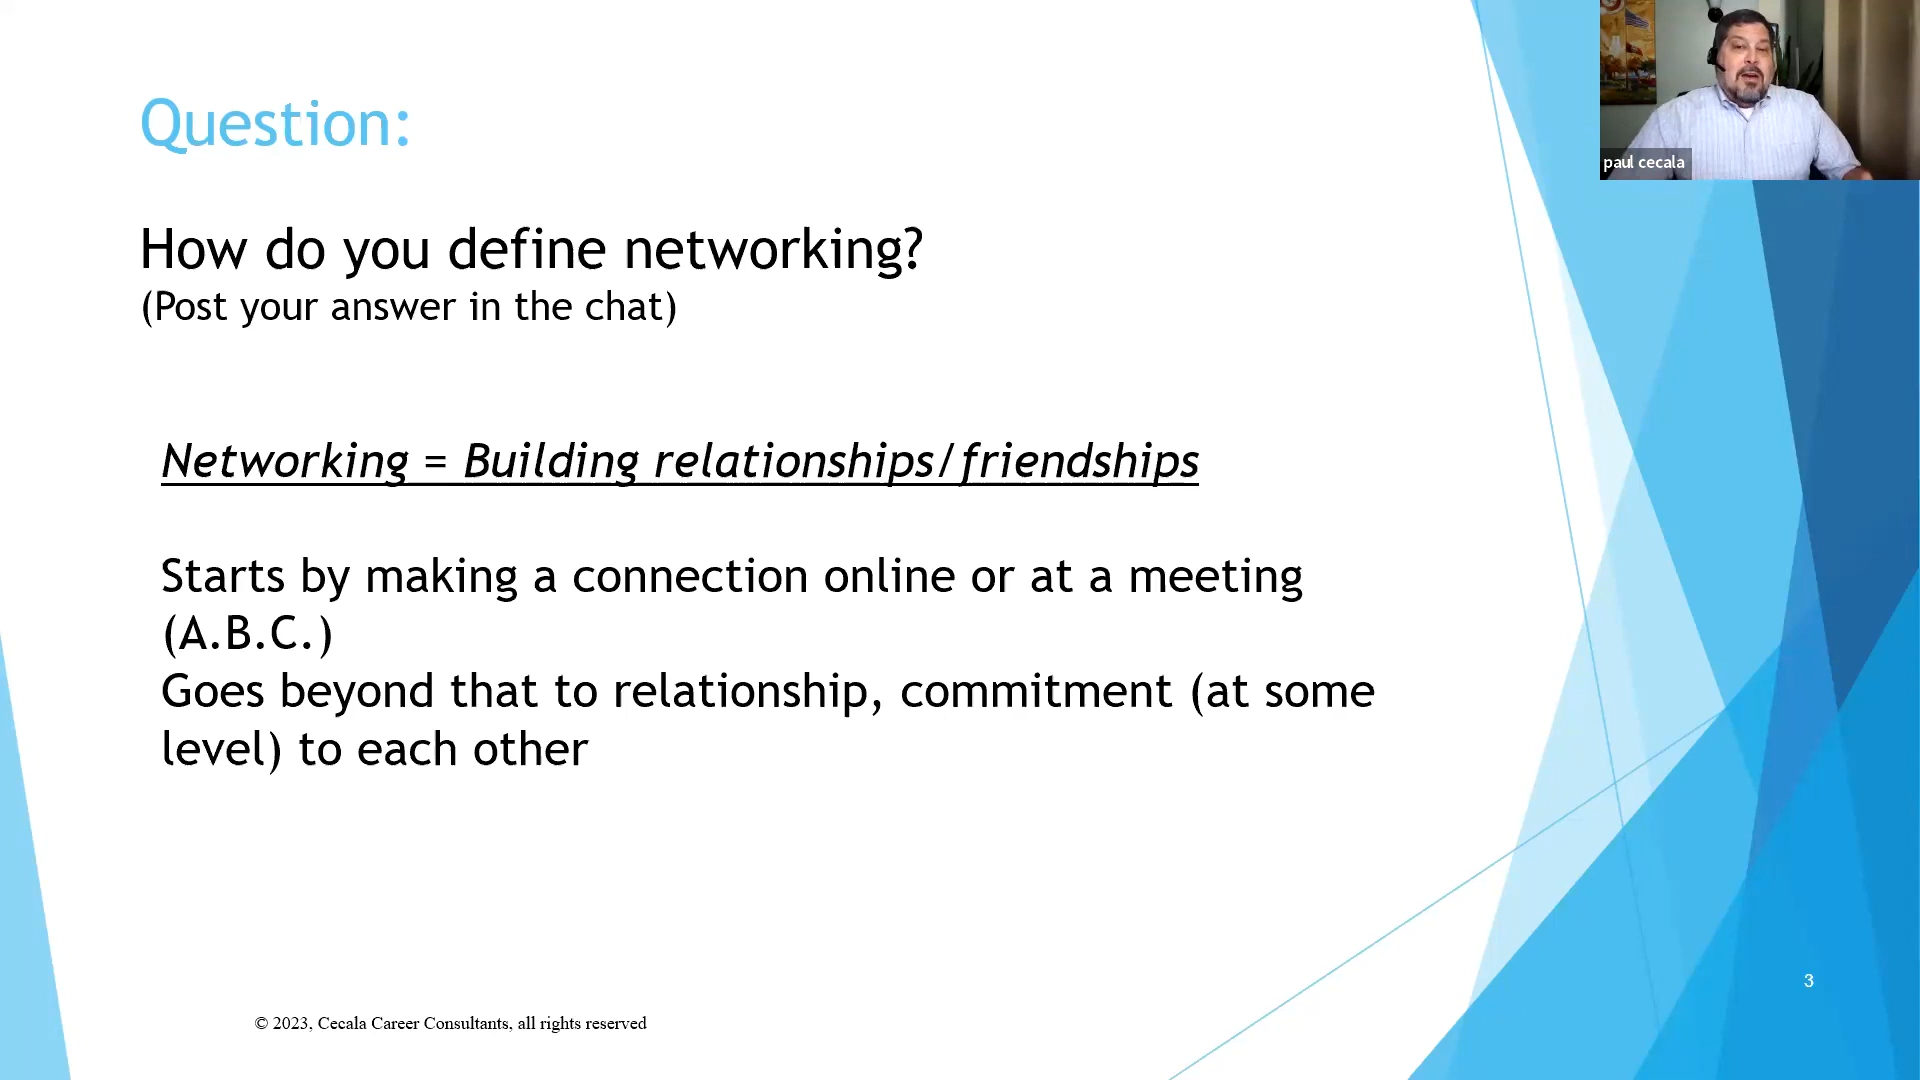 Question:
How do you define networking?
(Post your answer in the chat)
Networking = Building relationships/friendships
Starts by making a connection online or at a meeting
(A.B.C.)
Goes beyond that to relationship, commitment (at some
level) to each other
paul cecala
3
© 2023, Cecala Career Consultants, all rights reserved